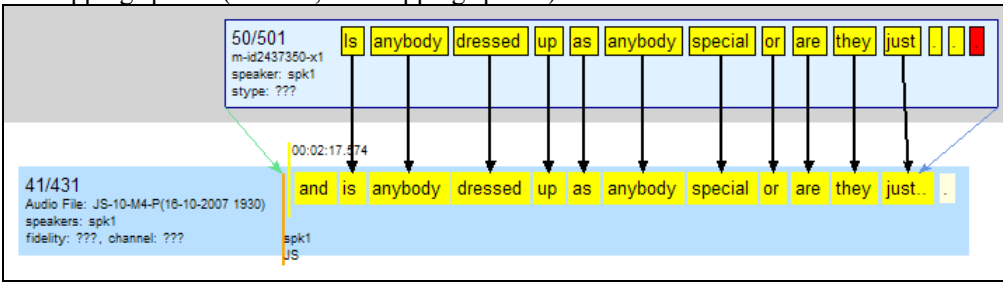 50/501
Is anybody dressed up as anybody special or are they just . . .
m-id2437350-x1
speaker: spk1
stype: ???
00:02:17.574
41/431
and is anybody dressed up as anybody special or are they just.. .
Audio File: JS-10-M4-P(16-10-2007 1930)
speakers: spk1
fidelity: ???, channel: ???
spk1
JS